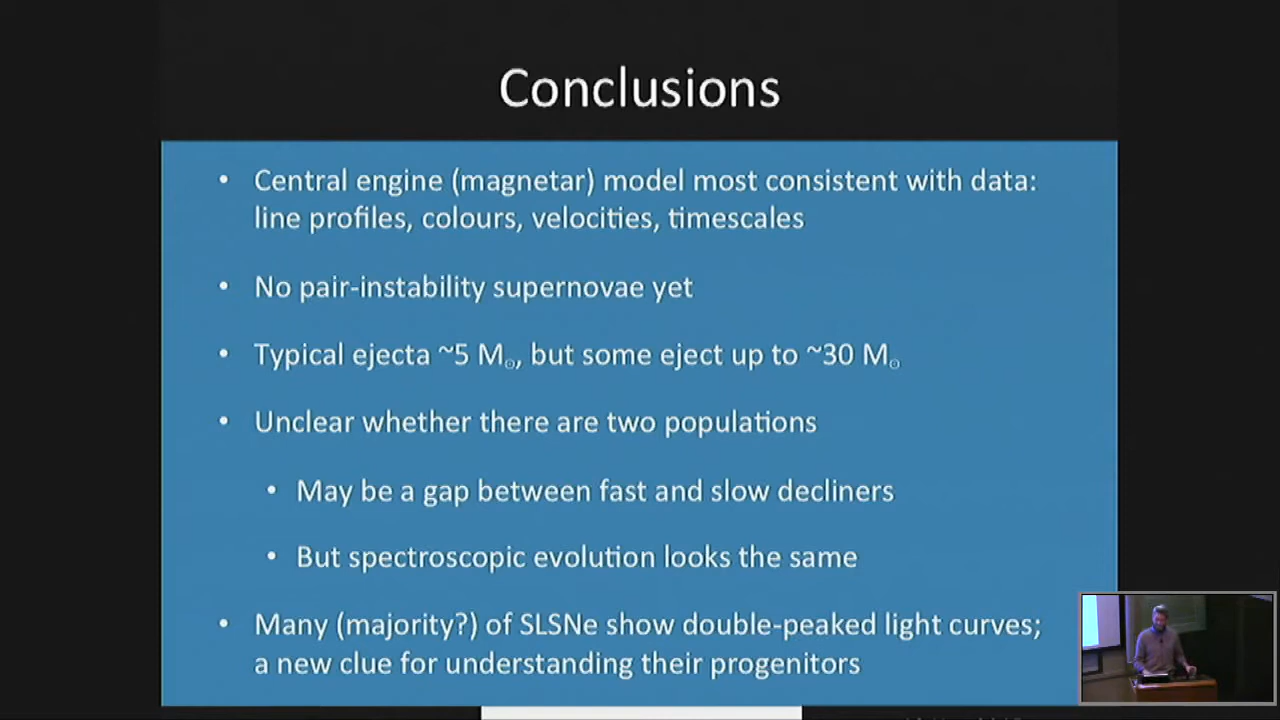 Conclusions
• Central engine (magnetar) model most consistent with data:
line profiles, colours, velocities, timescales
• No pair-instability supernovae yet
• Typical ejecta ~5 M☉, but some eject up to ~30 M☉
• Unclear whether there are two populations
• May be a gap between fast and slow decliners
• But spectroscopic evolution looks the same
• Many (majority?) of SLSNe show double-peaked light curves;
a new clue for understanding their progenitors